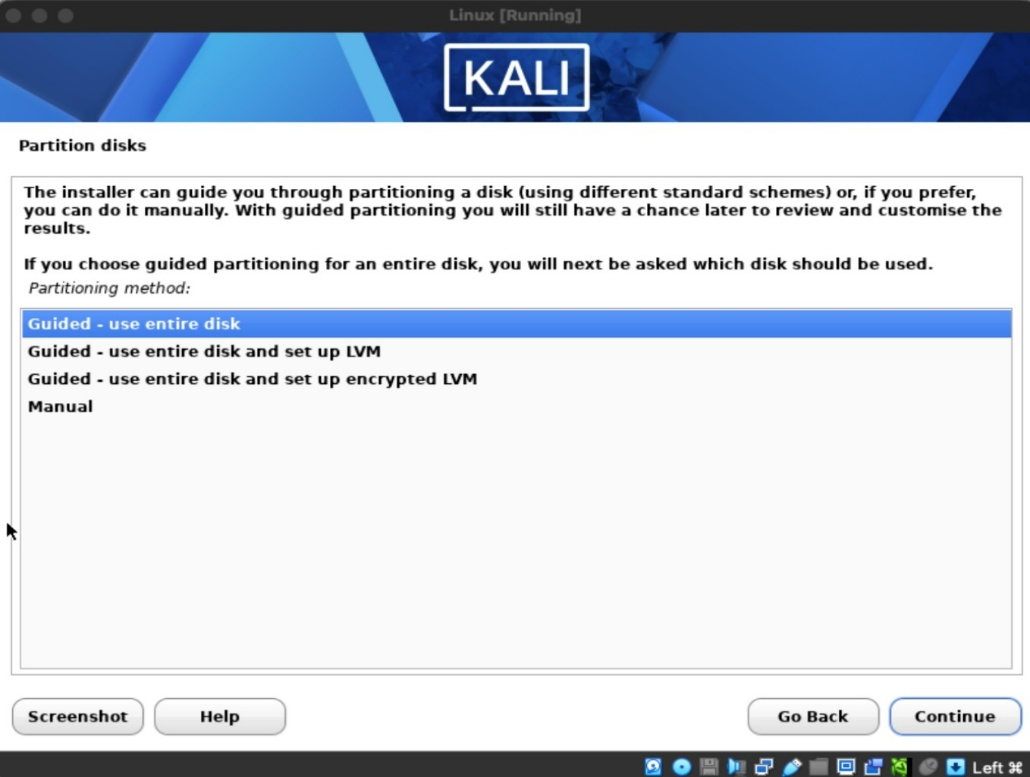 Linux [Running]
KALI
Partition disks
The installer can guide you through partitioning a disk (using different standard schemes) or, if you prefer,
you can do it manually. With guided partitioning you will still have a chance later to review and customise the
results.
If you choose guided partitioning for an entire disk, you will next be asked which disk should be used.
Partitioning method:
Guided - use entire disk
Guided - use entire disk and set up LVM
Guided - use entire disk and set up encrypted LVM
Manual
Screenshot Help Go Back Continue
Left ⌘